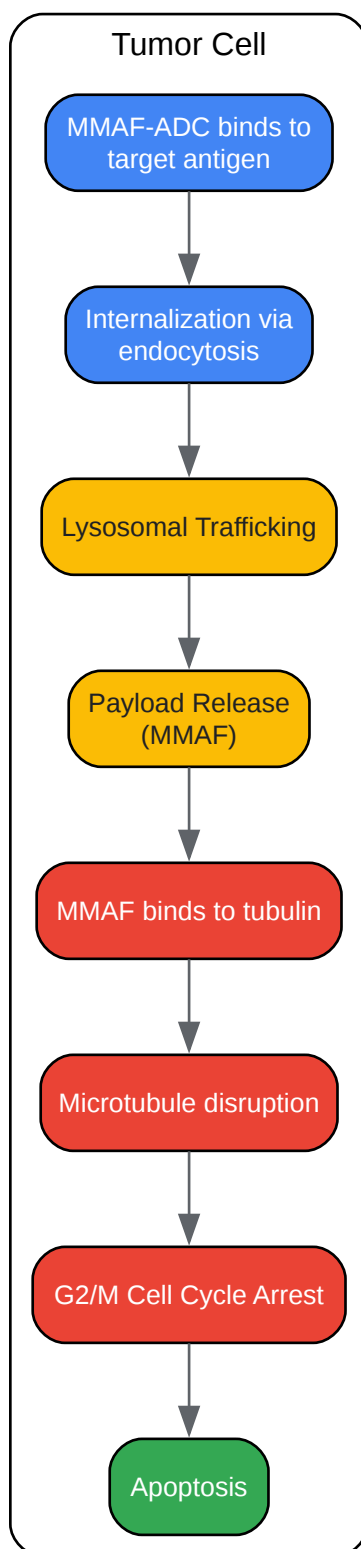 Tumor Cell
MMAF-ADC binds to
target antigen
Internalization via
endocytosis
Lysosomal Trafficking
Payload Release
(MMAF)
MMAF binds to tubulin
Microtubule disruption
G2/M Cell Cycle Arrest
Apoptosis